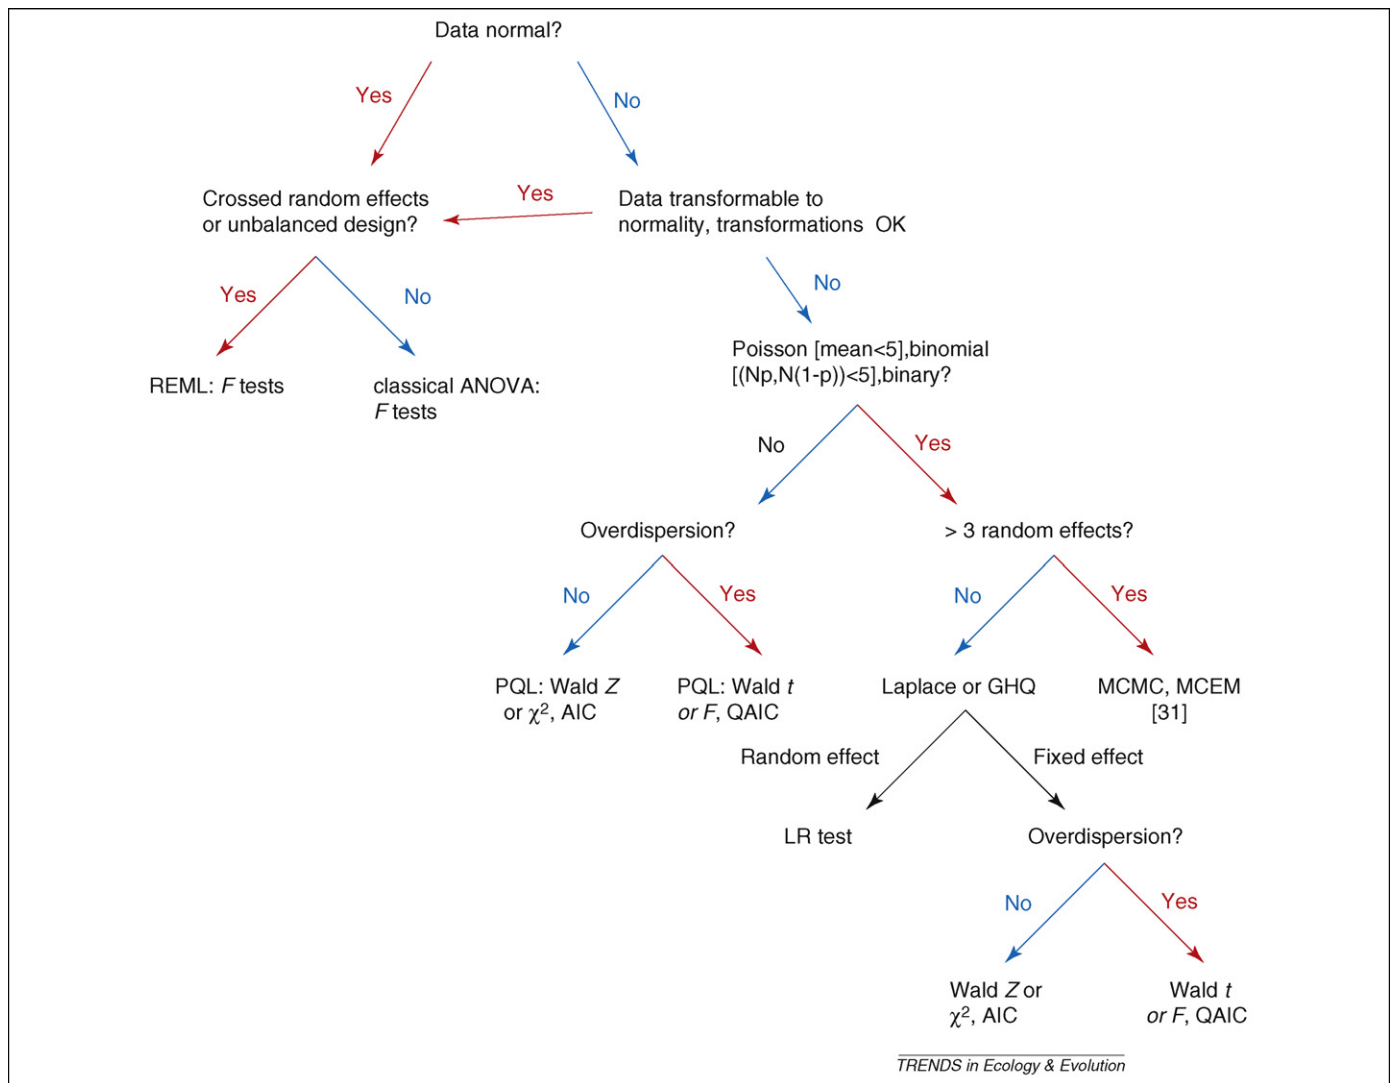 Data normal?
Yes
No
Crossed random effects
or unbalanced design?
Yes
Data transformable to
normality, transformations OK
Yes
No
No
REML: F tests
classical ANOVA:
F tests
Poisson [mean<5],binomial
[(Np,N(1-p))<5],binary?
No
Yes
Overdispersion?
> 3 random effects?
No
Yes
No
Yes
PQL: Wald Z
or χ², AIC
PQL: Wald t
or F, QAIC
Laplace or GHQ
MCMC, MCEM
[31]
Random effect
Fixed effect
LR test
Overdispersion?
No
Yes
Wald Z or
χ², AIC
Wald t
or F, QAIC
TRENDS in Ecology & Evolution